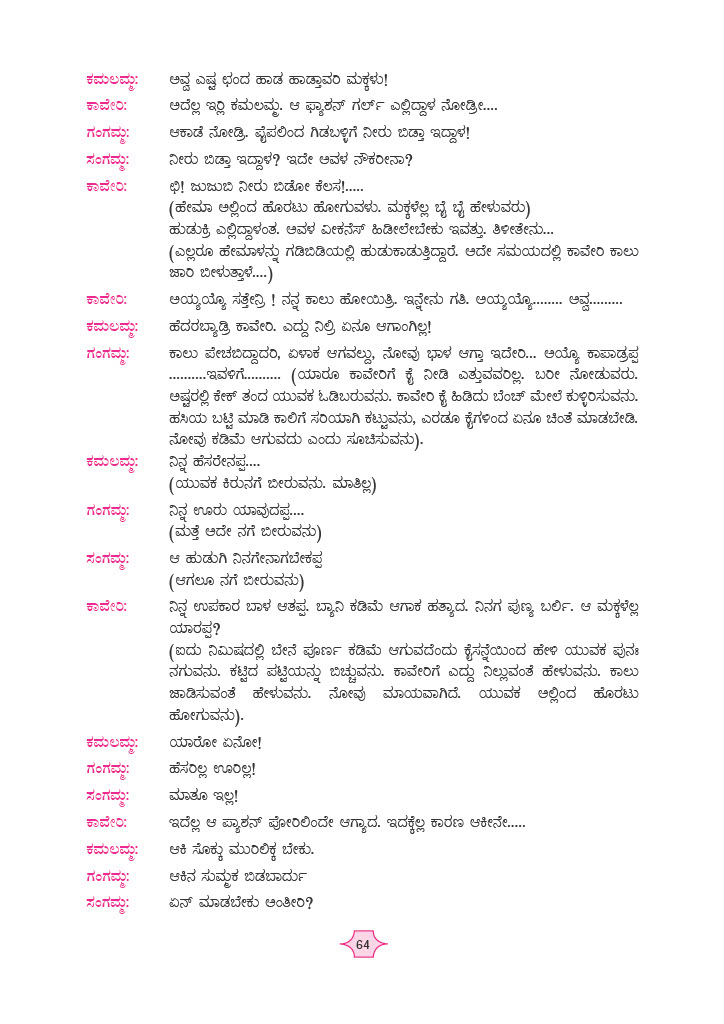 ಕಮಲಮ್ಮ: ಅವ್ವ ಎಷ್ಟ ಛಂದ ಹಾಡ ಹಾಡ್ತಾವರಿ ಮಕ್ಕಳು!
ಕಾವೇರಿ: ಅದೆಲ್ಲ ಇರ‍್ಲಿ ಕಮಲಮ್ಮ. ಆ ಫ್ಯಾಶನ್ ಗರ್ಲ್ ಎಲ್ಲಿದ್ದಾಳ ನೋಡ್ರೀ....
ಗಂಗಮ್ಮ: ಆಕಾಡೆ ನೋಡ್ರಿ. ಪೈಪಲಿಂದ ಗಿಡಬಳ್ಳಿಗೆ ನೀರು ಬಿಡ್ತಾ ಇದ್ದಾಳ!
ಸಂಗಮ್ಮ: ನೀರು ಬಿಡ್ತಾ ಇದ್ದಾಳ? ಇದೇ ಅವಳ ನೌಕರೀನಾ?
ಕಾವೇರಿ: ಛಿ! ಜುಜುಬಿ ನೀರು ಬಿಡೋ ಕೆಲಸ!.....
(ಹೇಮಾ ಅಲ್ಲಿಂದ ಹೊರಟು ಹೋಗುವಳು. ಮಕ್ಕಳೆಲ್ಲ ಬೈ ಬೈ ಹೇಳುವರು)
ಹುಡುಕ್ರಿ ಎಲ್ಲಿದ್ದಾಳಂತ. ಅವಳ ವೀಕನೆಸ್ ಹಿಡೀಲೇಬೇಕು ಇವತ್ತು. ತಿಳೀತೇನು...
(ಎಲ್ಲರೂ ಹೇಮಾಳನ್ನು ಗಡಿಬಿಡಿಯಲ್ಲಿ ಹುಡುಕಾಡುತ್ತಿದ್ದಾರೆ. ಅದೇ ಸಮಯದಲ್ಲಿ ಕಾವೇರಿ ಕಾಲು
ಜಾರಿ ಬೀಳುತ್ತಾಳೆ....)
ಕಾವೇರಿ: ಅಯ್ಯಯ್ಯೊ ಸತ್ತೇನ್ರಿ ! ನನ್ನ ಕಾಲು ಹೋಯಿತ್ರಿ. ಇನ್ನೇನು ಗತಿ. ಅಯ್ಯಯ್ಯೊ........ ಅವ್ವ.........
ಕಮಲಮ್ಮ: ಹೆದರಬ್ಯಾಡ್ರಿ ಕಾವೇರಿ. ಎದ್ದು ನಿಲ್ರಿ ಏನೂ ಆಗಾಂಗಿಲ್ಲ!
ಗಂಗಮ್ಮ: ಕಾಲು ಪೇಚಬಿದ್ದಾದರಿ, ಏಳಾಕ ಆಗವಲ್ದು, ನೋವು ಭಾಳ ಆಗ್ತಾ ಇದೇರಿ... ಅಯ್ಯೊ ಕಾಪಾಡ್ರಪ್ಪ
..........ಇವಳಿಗೆ.......... (ಯಾರೂ ಕಾವೇರಿಗೆ ಕೈ ನೀಡಿ ಎತ್ತುವವರಿಲ್ಲ. ಬರೀ ನೋಡುವರು.
ಅಷ್ಟರಲ್ಲಿ ಕೇಕ್ ತಂದ ಯುವಕ ಓಡಿಬರುವನು. ಕಾವೇರಿ ಕೈ ಹಿಡಿದು ಬೆಂಚ್ ಮೇಲೆ ಕುಳ್ಳಿರಿಸುವನು.
ಹಸಿಯ ಬಟ್ಟಿ ಮಾಡಿ ಕಾಲಿಗೆ ಸರಿಯಾಗಿ ಕಟ್ಟುವನು, ಎರಡೂ ಕೈಗಳಿಂದ ಏನೂ ಚಿಂತೆ ಮಾಡಬೇಡಿ.
ನೋವು ಕಡಿಮೆ ಆಗುವದು ಎಂದು ಸೂಚಿಸುವನು).
ಕಮಲಮ್ಮ: ನಿನ್ನ ಹೆಸರೇನಪ್ಪ....
(ಯುವಕ ಕಿರುನಗೆ ಬೀರುವನು. ಮಾತಿಲ್ಲ)
ಗಂಗಮ್ಮ: ನಿನ್ನ ಊರು ಯಾವುದಪ್ಪ....
(ಮತ್ತೆ ಅದೇ ನಗೆ ಬೀರುವನು)
ಸಂಗಮ್ಮ: ಆ ಹುಡುಗಿ ನಿನಗೇನಾಗಬೇಕಪ್ಪ
(ಆಗಲೂ ನಗೆ ಬೀರುವನು)
ಕಾವೇರಿ: ನಿನ್ನ ಉಪಕಾರ ಬಾಳ ಆತಪ್ಪ. ಬ್ಯಾನಿ ಕಡಿಮೆ ಆಗಾಕ ಹತ್ಯಾದ. ನಿನಗ ಪುಣ್ಯ ಬರ್ಲಿ. ಆ ಮಕ್ಕಳೆಲ್ಲ
ಯಾರಪ್ಪ?
(ಐದು ನಿಮಿಷದಲ್ಲಿ ಬೇನೆ ಪೂರ್ಣ ಕಡಿಮೆ ಆಗುವದೆಂದು ಕೈಸನ್ನೆಯಿಂದ ಹೇಳಿ ಯುವಕ ಪುನಃ
ನಗುವನು. ಕಟ್ಟಿದ ಪಟ್ಟಿಯನ್ನು ಬಿಚ್ಚುವನು. ಕಾವೇರಿಗೆ ಎದ್ದು ನಿಲ್ಲುವಂತೆ ಹೇಳುವನು. ಕಾಲು
ಜಾಡಿಸುವಂತೆ ಹೇಳುವನು. ನೋವು ಮಾಯವಾಗಿದೆ. ಯುವಕ ಅಲ್ಲಿಂದ ಹೊರಟು
ಹೋಗುವನು).
ಕಮಲಮ್ಮ: ಯಾರೋ ಏನೋ!
ಗಂಗಮ್ಮ: ಹೆಸರಿಲ್ಲ ಊರಿಲ್ಲ!
ಸಂಗಮ್ಮ: ಮಾತೂ ಇಲ್ಲ!
ಕಾವೇರಿ: ಇದೆಲ್ಲ ಆ ಪ್ಯಾಶನ್ ಪೋರಿಲಿಂದೇ ಆಗ್ಯಾದ. ಇದಕ್ಕೆಲ್ಲ ಕಾರಣ ಆಕೀನೇ.....
ಕಮಲಮ್ಮ: ಆಕಿ ಸೊಕ್ಕು ಮುರಿಲಿಕ್ಕ ಬೇಕು.
ಗಂಗಮ್ಮ: ಆಕಿನ ಸುಮ್ಮಕ ಬಿಡಬಾರ್ದು
ಸಂಗಮ್ಮ: ಏನ್ ಮಾಡಬೇಕು ಅಂತೀರಿ?
64